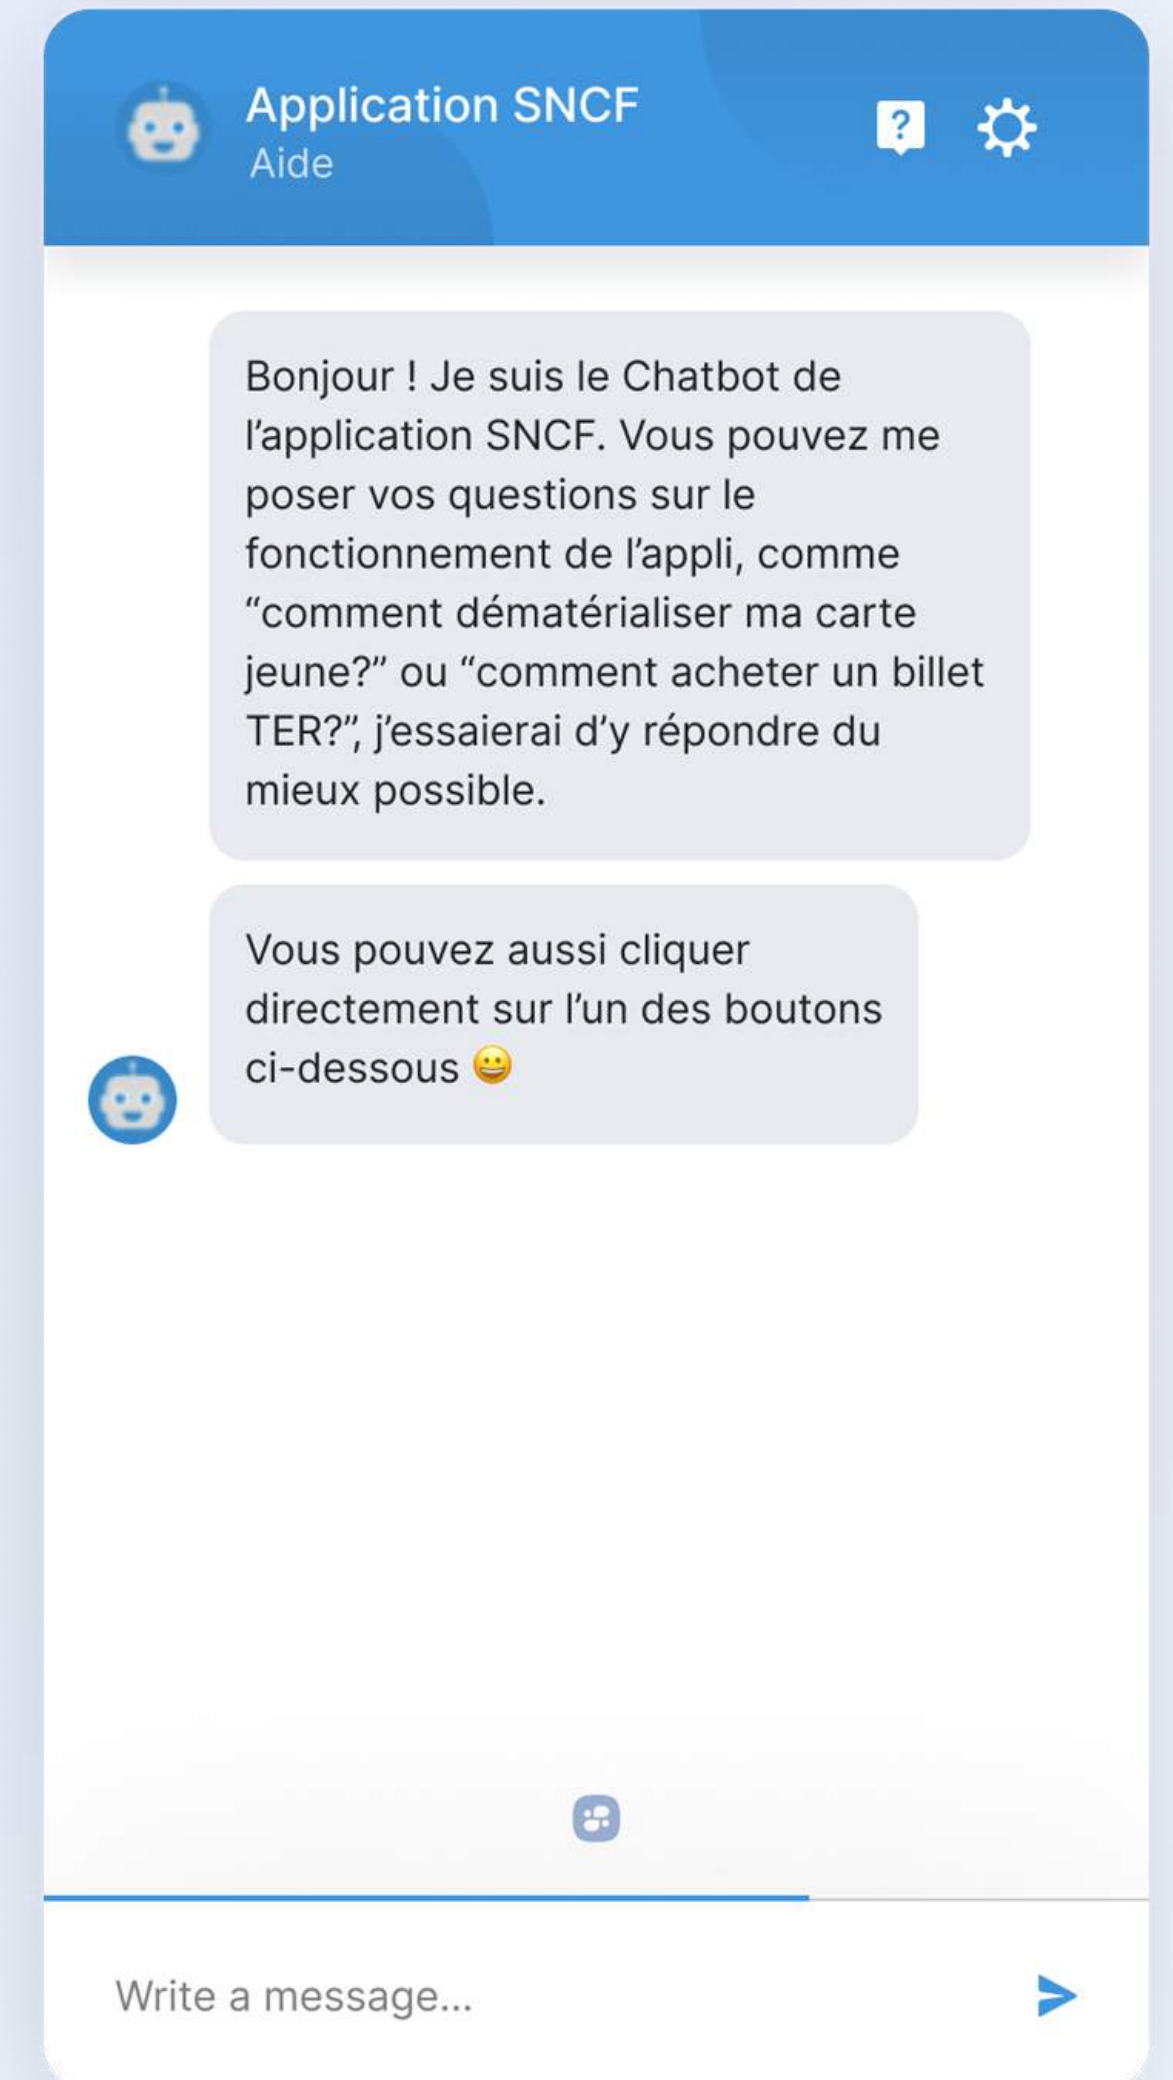 Application SNCF
Aide
?
Bonjour ! Je suis le Chatbot de
l’application SNCF. Vous pouvez me
poser vos questions sur le
fonctionnement de l’appli, comme
“comment dématérialiser ma carte
jeune?” ou “comment acheter un billet
TER?”, j’essaierai d’y répondre du
mieux possible.
Vous pouvez aussi cliquer
directement sur l’un des boutons
ci-dessous 😀
Write a message...